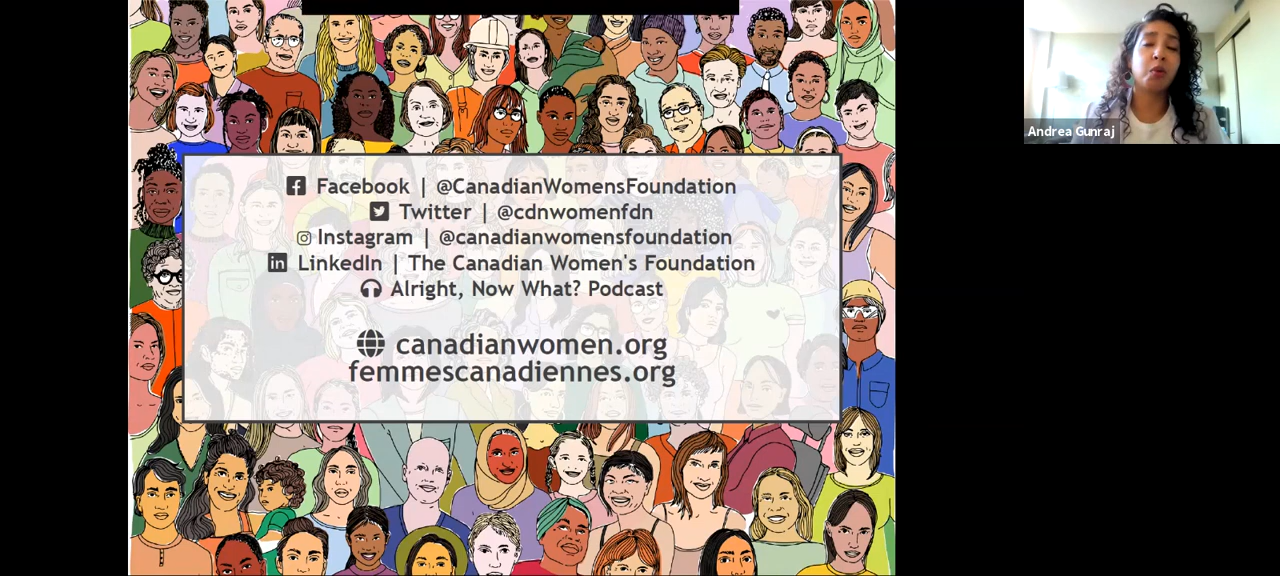 Facebook | @CanadianWomensFoundation
Twitter | @cdnwomenfdn
Instagram | @canadianwomensfoundation
LinkedIn | The Canadian Women's Foundation
Alright, Now What? Podcast
canadianwomen.org
femmescanadiennes.org
Andrea Gunraj